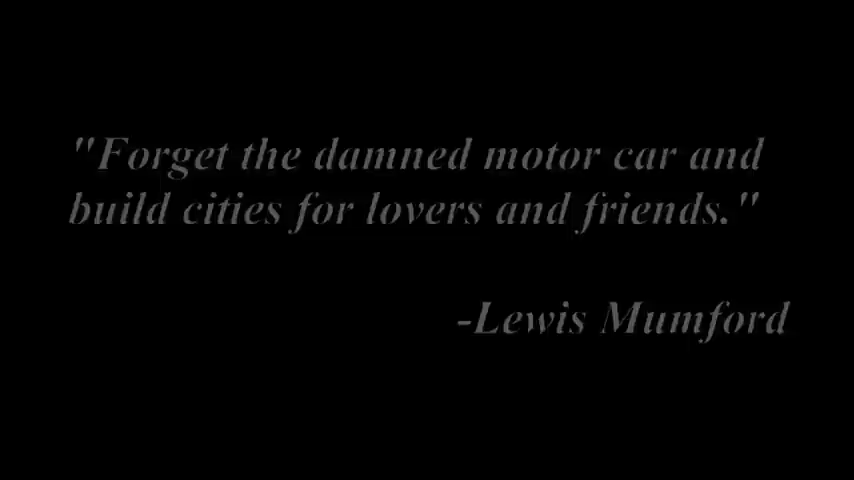 "Forget the damned motor car and
build cities for lovers and friends."
-Lewis Mumford